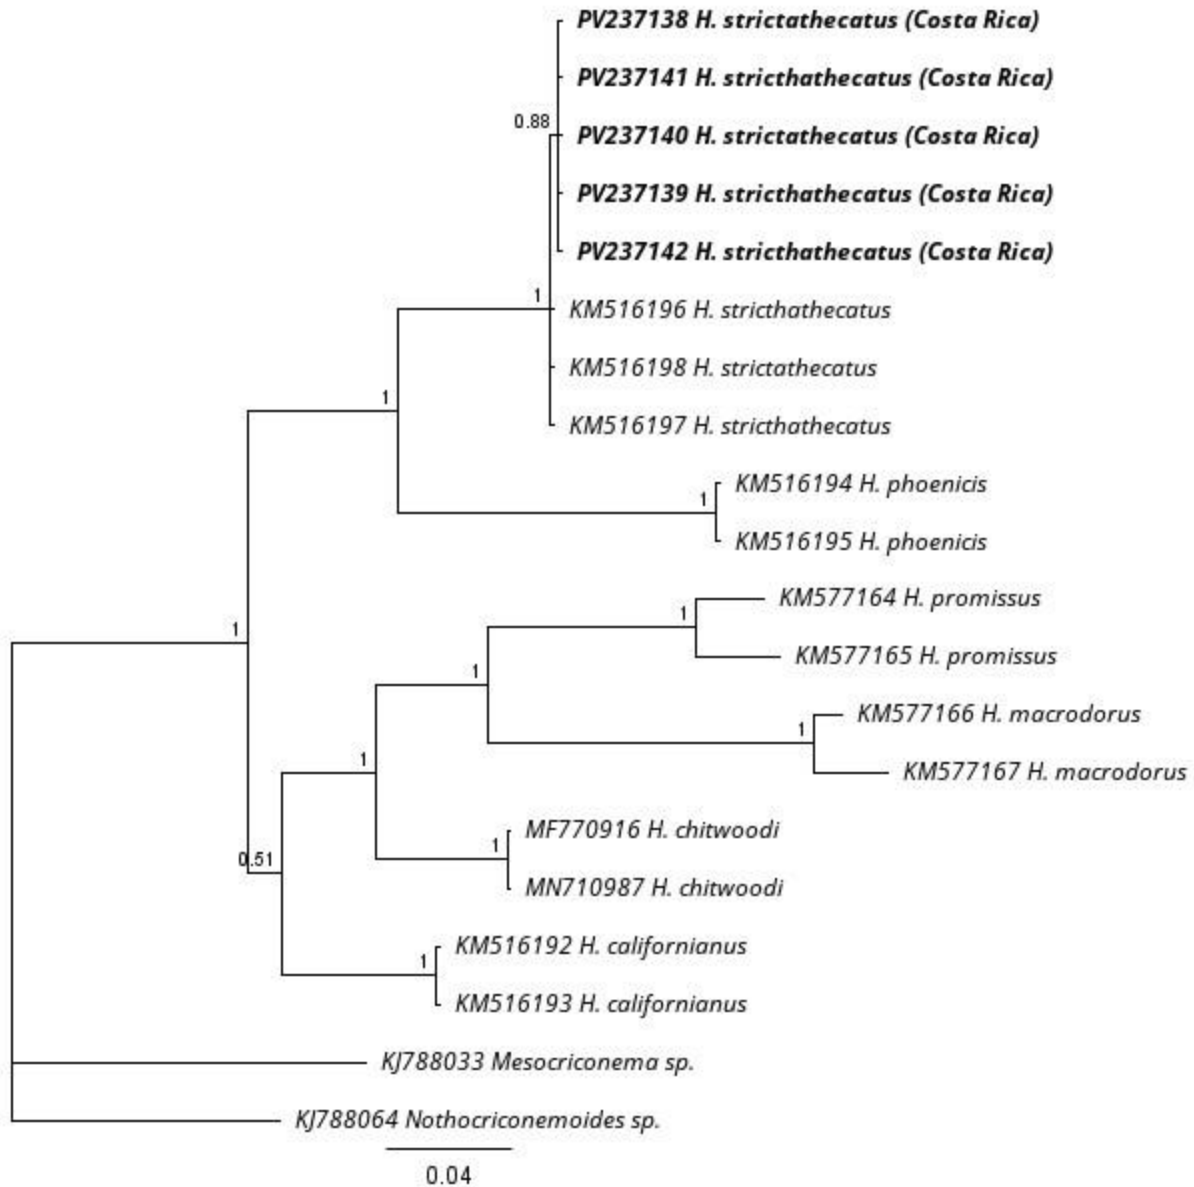 PV237138 H. strictathecatus (Costa Rica)
PV237141 H. stricthathecatus (Costa Rica)
0.88
PV237140 H. strictathecatus (Costa Rica)
PV237139 H. stricthathecatus (Costa Rica)
PV237142 H. stricthathecatus (Costa Rica)
1
KM516196 H. stricthathecatus
KM516198 H. strictathecatus
1
KM516197 H. stricthathecatus
1
KM516194 H. phoenicis
KM516195 H. phoenicis
KM577164 H. promissus
1
1
KM577165 H. promissus
1
KM577166 H. macrodorus
1
1
KM577167 H. macrodorus
MF770916 H. chitwoodi
1
0.51
MN710987 H. chitwoodi
KM516192 H. californianus
1
KM516193 H. californianus
KJ788033 Mesocriconema sp.
KJ788064 Nothocriconemoides sp.
0.04